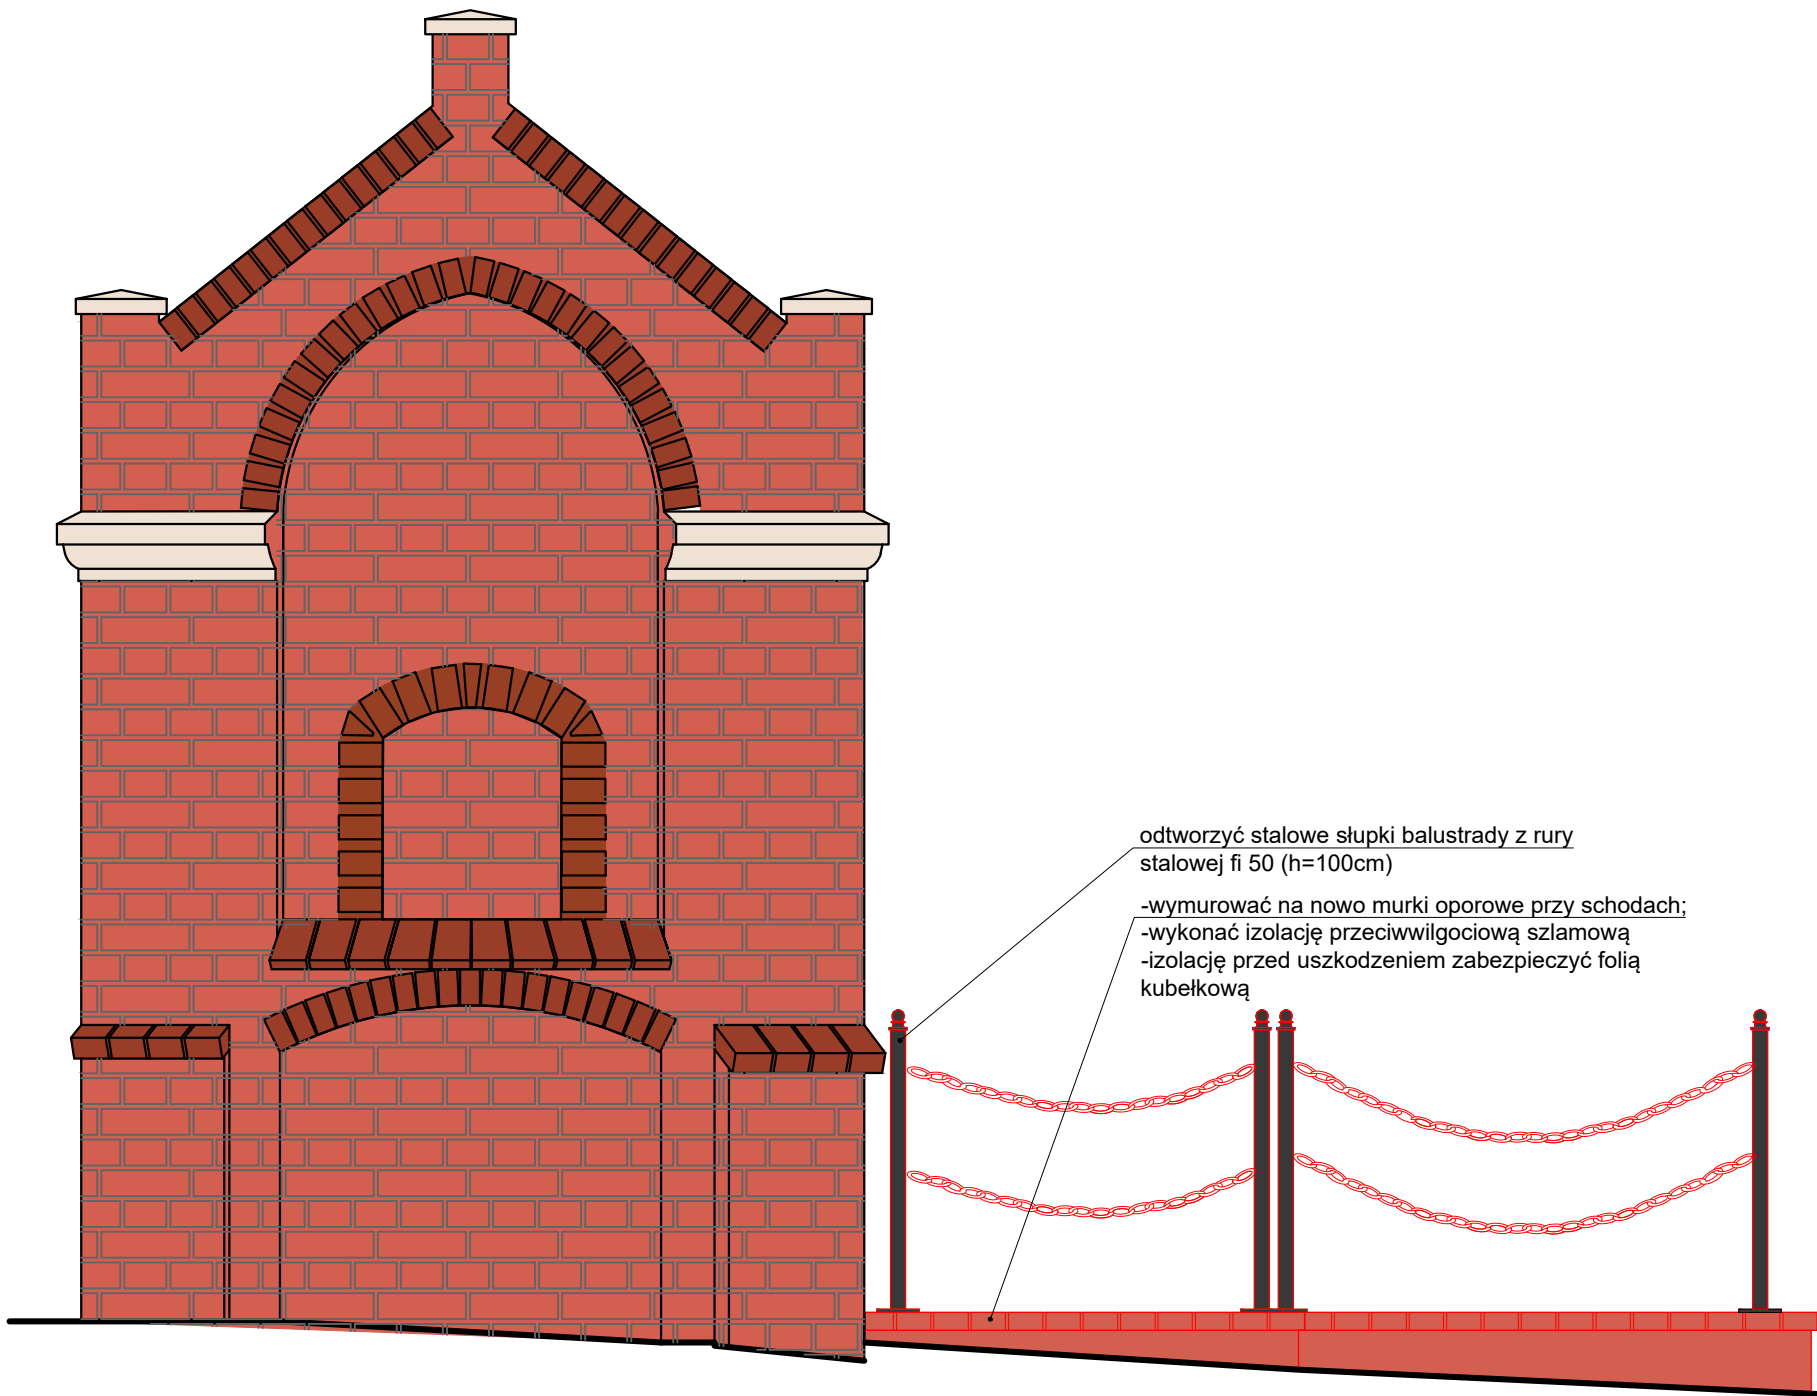 odtworzyć stalowe słupki balustrady z rury
stalowej fi 50 (h=100cm)
-wymurować na nowo murki oporowe przy schodach;
-wykonać izolację przeciwwilgociową szlamową
-izolację przed uszkodzeniem zabezpieczyć folią
kubełkową